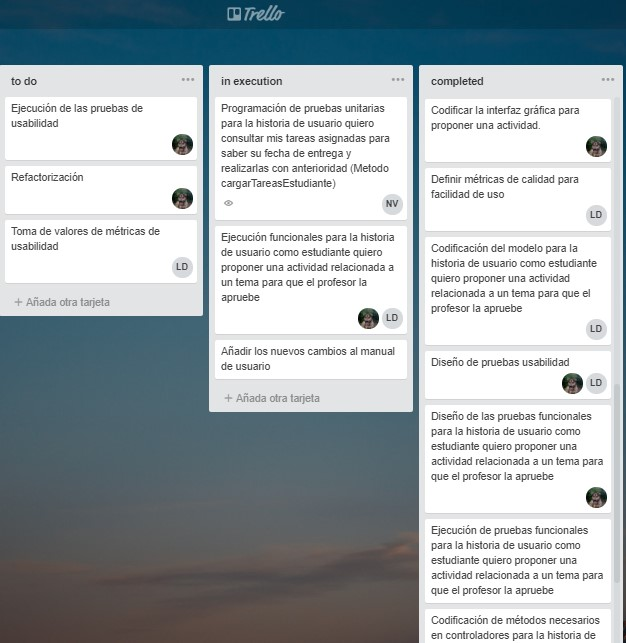 Trello
to do
Ejecución de las pruebas de
usabilidad
Refactorización
Toma de valores de métricas de
usabilidad
LD
+ Añada otra tarjeta
in execution
Programación de pruebas unitarias
para la historia de usuario quiero
consultar mis tareas asignadas para
saber su fecha de entrega y
realizarlas con anterioridad (Metodo
cargarTareasEstudiante)
NV
Ejecución funcionales para la historia
de usuario como estudiante quiero
proponer una actividad relacionada a
un tema para que el profesor la
apruebe
LD
Añadir los nuevos cambios al manual
de usuario
+ Añada otra tarjeta
completed
Codificar la interfaz gráfica para
proponer una actividad.
Definir métricas de calidad para
facilidad de uso
LD
Codificación del modelo para la
historia de usuario como estudiante
quiero proponer una actividad
relacionada a un tema para que el
profesor la apruebe
LD
Diseño de pruebas usabilidad
LD
Diseño de las pruebas funcionales
para la historia de usuario como
estudiante quiero proponer una
actividad relacionada a un tema para
que el profesor la apruebe
Ejecución de pruebas funcionales
para la historia de usuario como
estudiante quiero proponer una
actividad relacionada a un tema para
que el profesor la apruebe
Codificación de métodos necesarios
en controladores para la historia de